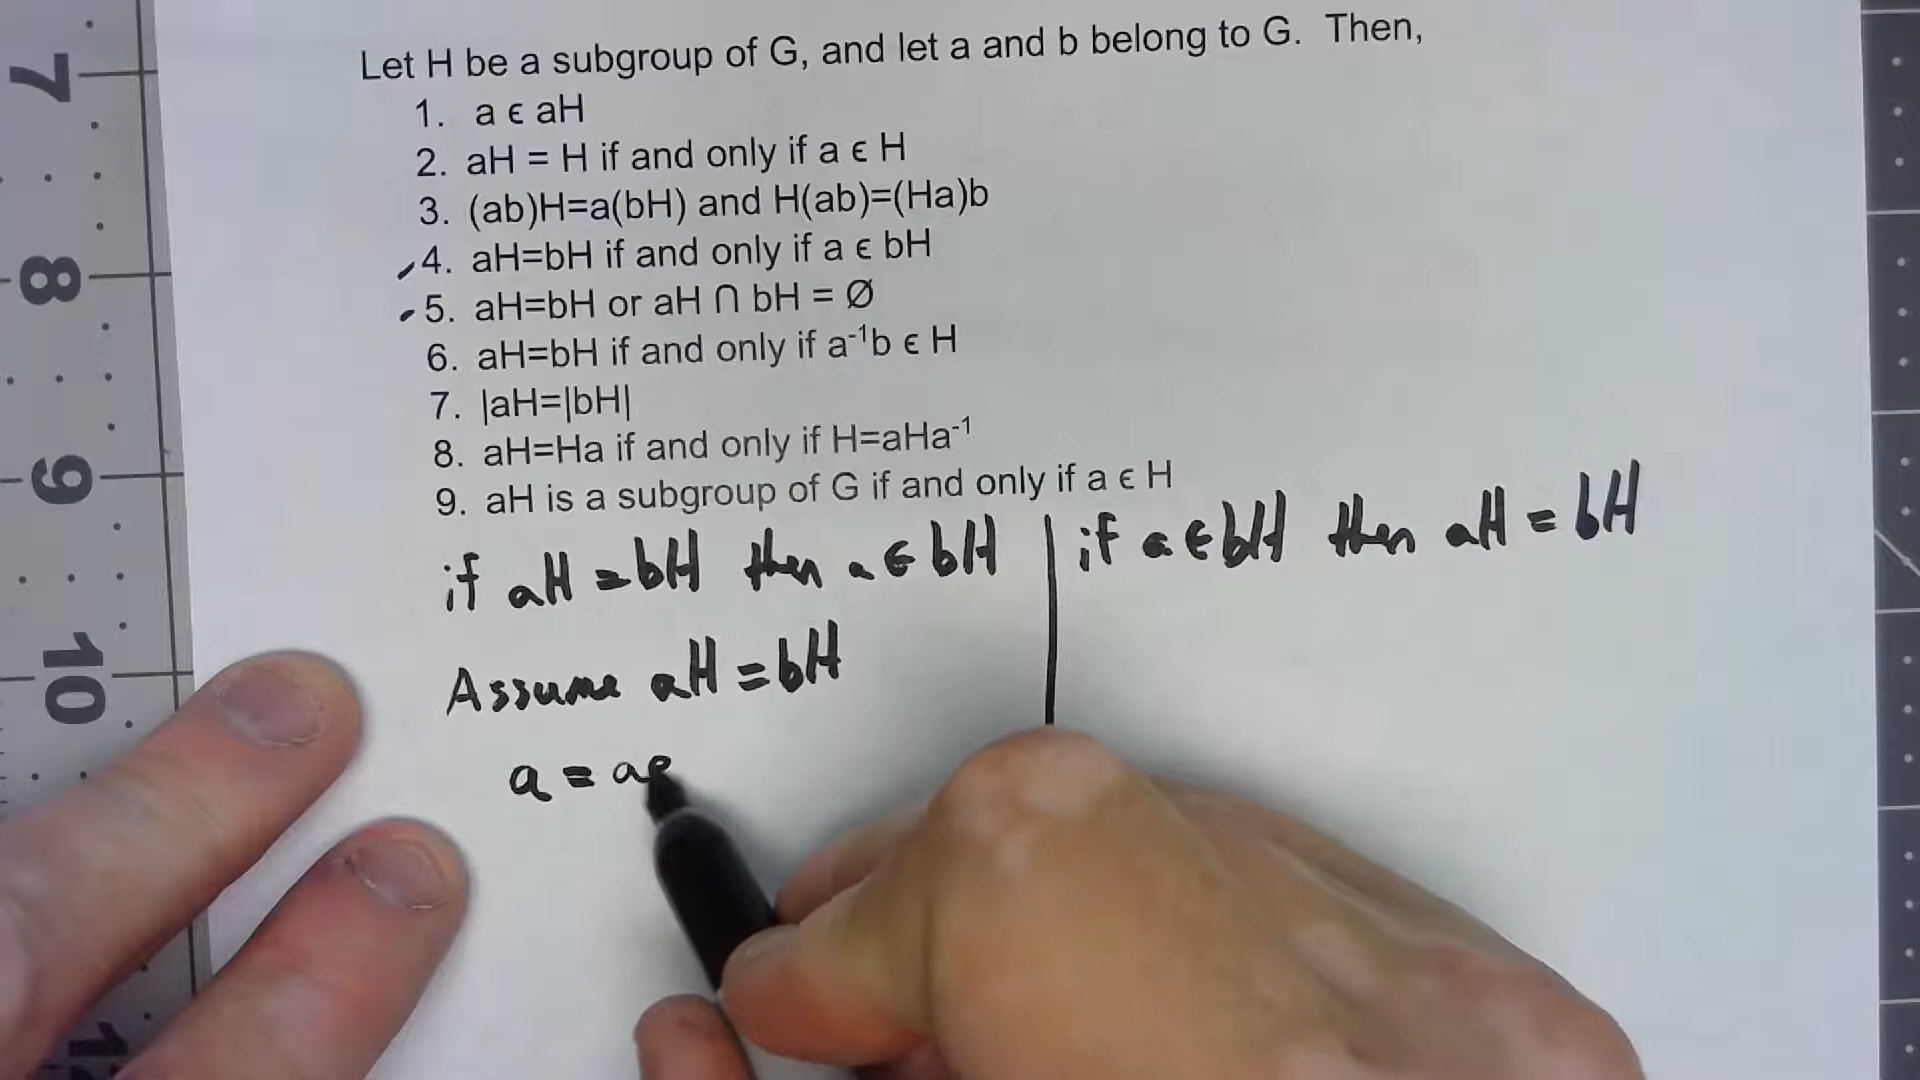 Let H be a subgroup of G, and let a and b belong to G. Then,
1. a ϵ aH
2. aH = H if and only if a ϵ H
3. (ab)H=a(bH) and H(ab)=(Ha)b
4. aH=bH if and only if a ϵ bH
5. aH=bH or aH ∩ bH = Ø
6. aH=bH if and only if a⁻¹b ϵ H
7. |aH=|bH|
8. aH=Ha if and only if H=aHa⁻¹
9. aH is a subgroup of G if and only if a ϵ H
if aH = bH then a ∈ bH
Assume aH = bH
a = ae
if a ∈ bH then aH = bH
7
8
9
10